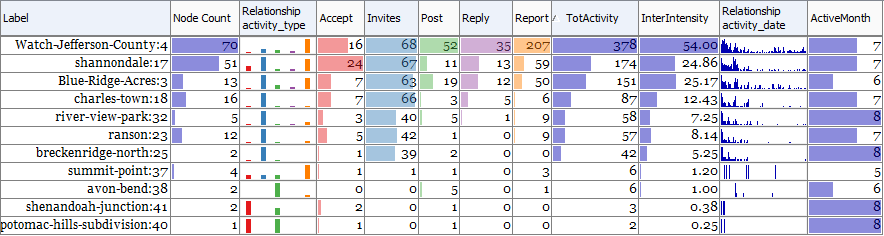 Label Node Count Relationship activity_type Accept Invites Post Reply Report TotActivity InterIntensity Relationship activity_date ActiveMonth
Watch-Jefferson-County:4 70 16 68 52 35 207 378 54.00 7
shannondale:17 51 24 67 11 13 59 174 24.86 7
Blue-Ridge-Acres:3 13 7 63 19 12 50 151 25.17 6
charles-town:18 16 7 66 3 5 6 87 12.43 7
river-view-park:32 5 3 40 5 1 9 58 7.25 8
ranson:23 12 5 42 1 0 9 57 8.14 7
breckenridge-north:25 2 1 39 2 0 0 42 5.25 8
summit-point:37 4 1 1 1 0 3 6 1.20 5
avon-bend:38 2 0 0 5 0 1 6 1.00 6
shenandoah-junction:41 2 2 0 1 0 0 3 0.38 8
potomac-hills-subdivision:40 1 1 0 1 0 0 2 0.25 8